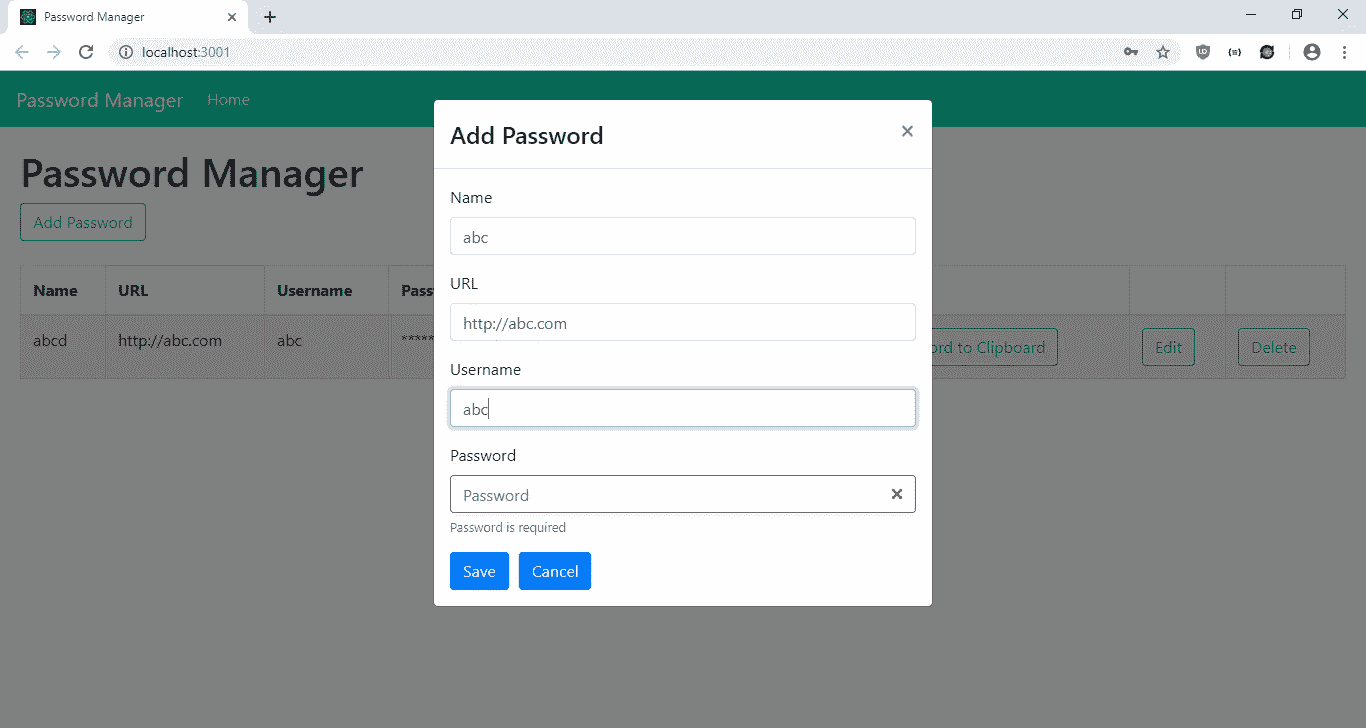 Password Manager
localhost:3001
Password Manager Home
Add Password
Password Manager
Add Password
Name
abc
URL
http://abc.com
Username
abc
Password
Password
Password is required
Save Cancel
Name URL Username
abcd http://abc.com abc ***** to Clipboard Edit Delete